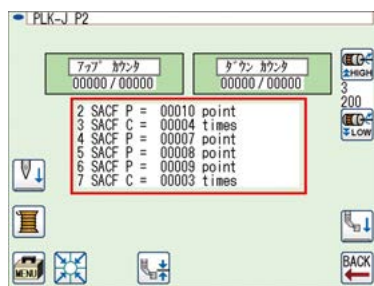 PLK-J P2
ｱｯﾌﾟ ｶｳﾝﾀ
00000 / 00000
ﾀﾞｳﾝ ｶｳﾝﾀ
00000 / 00000
HIGH
3
200
LOW
2 SACF P = 00010 point
3 SACF C = 00004 times
4 SACF P = 00007 point
5 SACF P = 00008 point
6 SACF P = 00009 point
7 SACF C = 00003 times
MENU
BACK